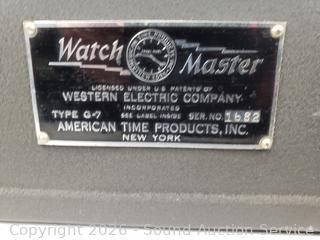 Watch Master
LICENSED UNDER U.S. PATENTS OF
WESTERN ELECTRIC COMPANY
INCORPORATED
TYPE G-7 SEE LABEL INSIDE SER. NO. 1682
AMERICAN TIME PRODUCTS, INC.
NEW YORK
Copyright 2026 - Sound Auction Service